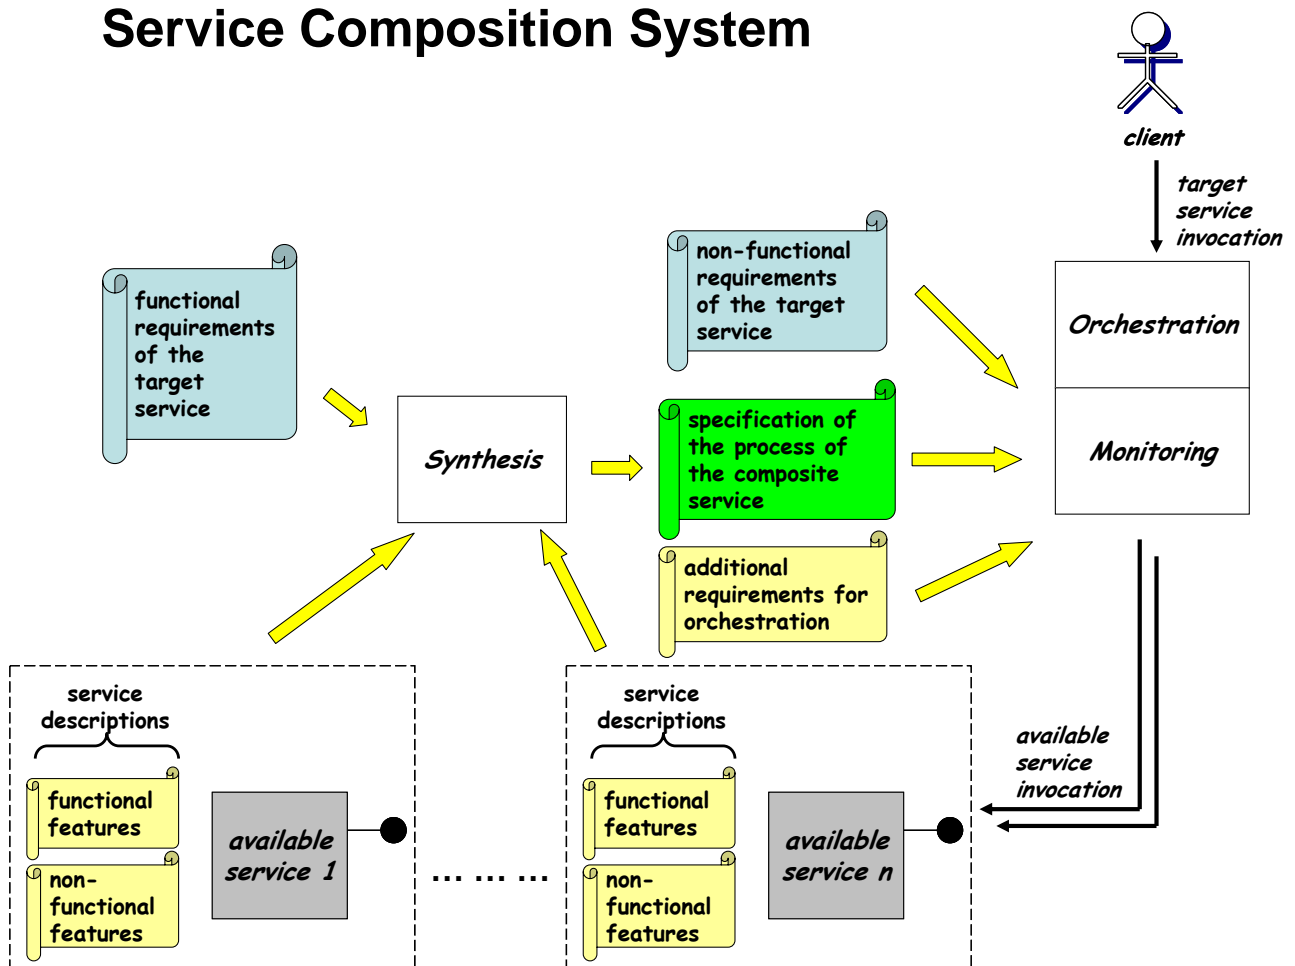 Service Composition System
client
target
service
invocation
non-functional
requirements
of the target
service
functional
requirements
of the
target
service
Orchestration
specification of
the process of
the composite
service
Synthesis
Monitoring
additional
requirements for
orchestration
service
descriptions
functional
features
non-
functional
features
available
service 1
... ... ...
service
descriptions
functional
features
non-
functional
features
available
service n
available
service
invocation